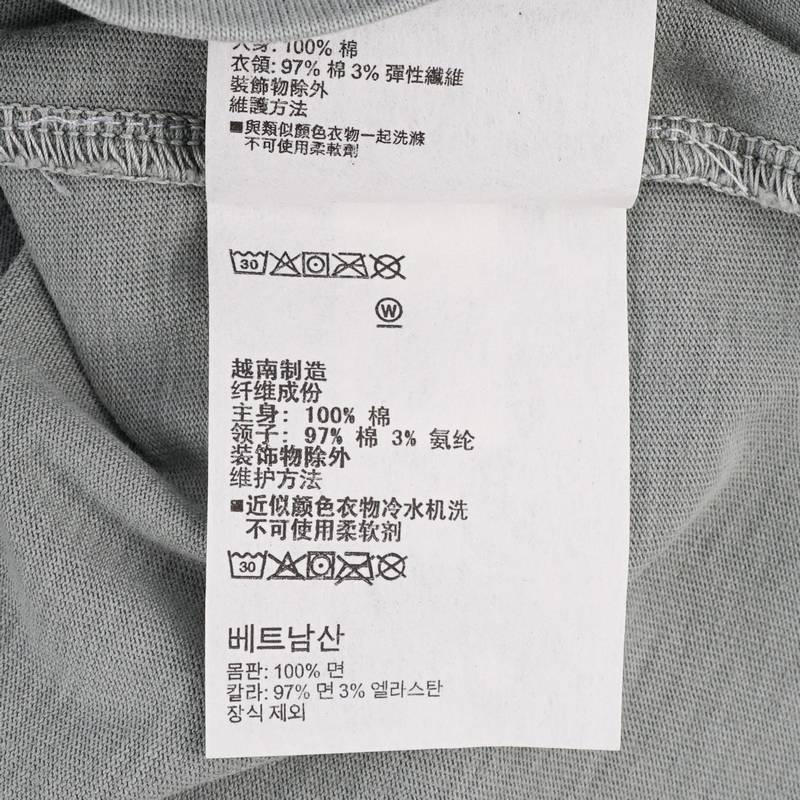 大身: 100% 棉
衣領: 97% 棉 3% 彈性纖維
裝飾物除外
維護方法
■與類似顏色衣物一起洗滌
不可使用柔軟劑
30
W
越南制造
纤维成份
主身: 100% 棉
领子: 97% 棉 3% 氨纶
装饰物除外
维护方法
■近似颜色衣物冷水机洗
不可使用柔软剂
30
베트남산
몸판: 100% 면
칼라: 97% 면 3% 엘라스탄
장식 제외